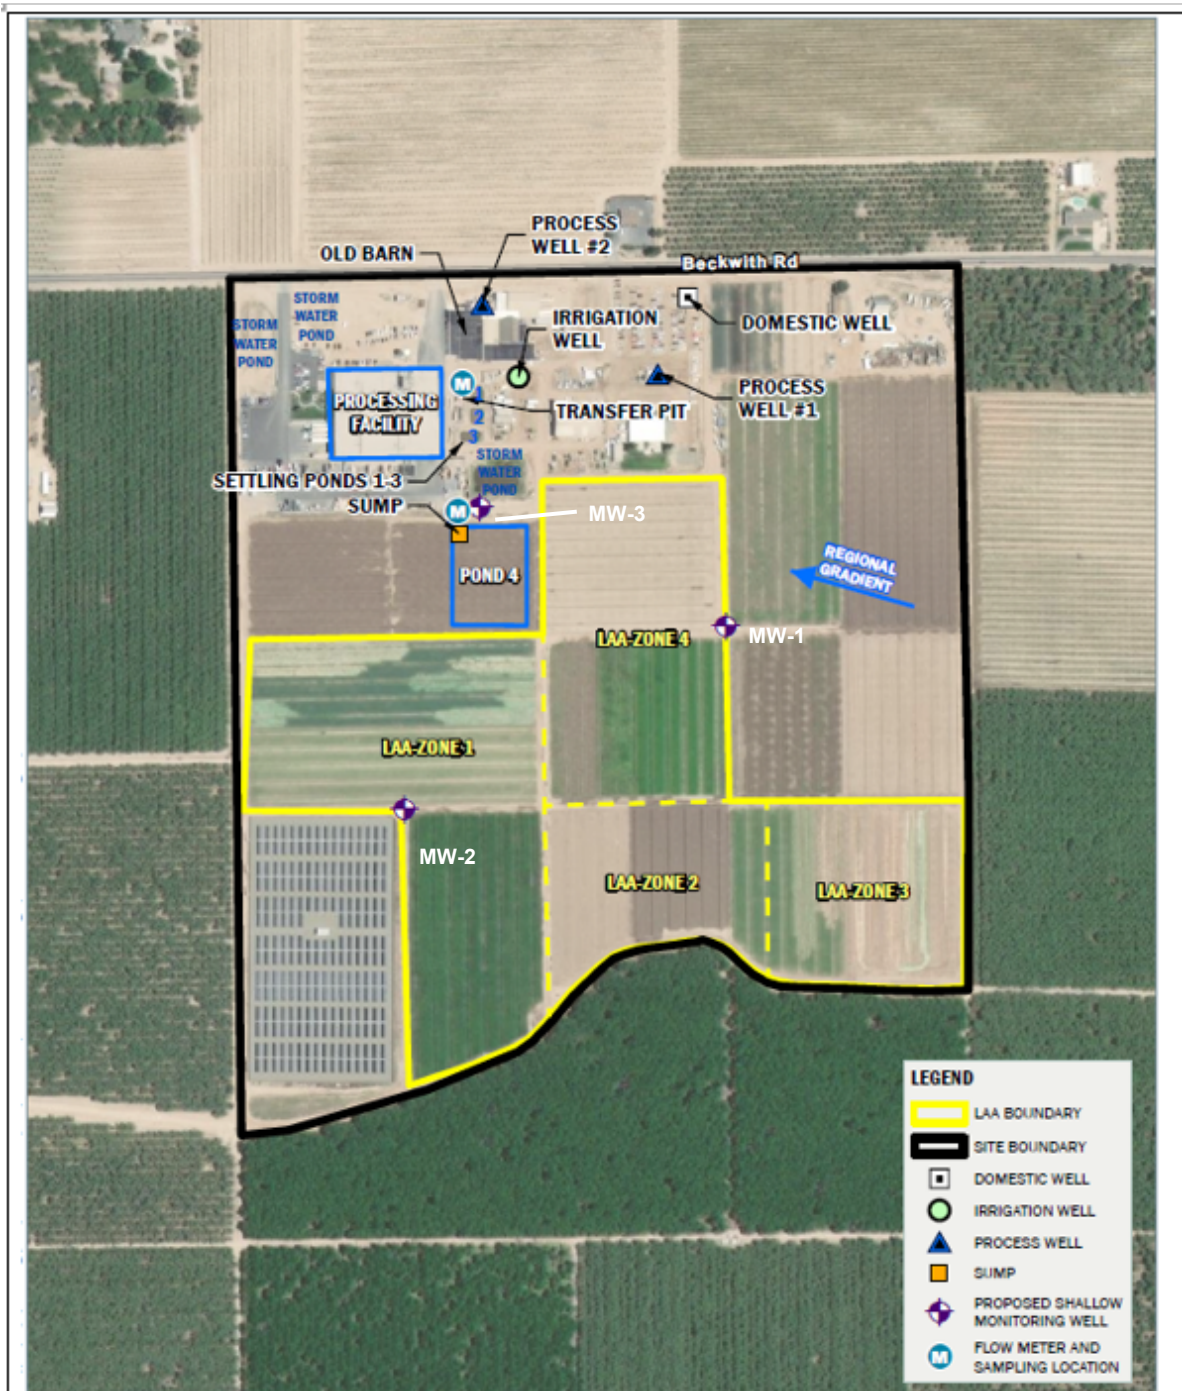 PROCESS
WELL #2
OLD BARN
Beckwith Rd
STORM
WATER
POND
STORM
WATER
POND
IRRIGATION
WELL
DOMESTIC WELL
M
1
PROCESSING
FACILITY
TRANSFER PIT
PROCESS
WELL #1
2
3
STORM
WATER
POND
SETTLING PONDS 1-3
SUMP
M
MW-3
POND 4
REGIONAL
GRADIENT
LAA-ZONE 4
MW-1
LAA-ZONE 1
MW-2
LAA-ZONE 2
LAA-ZONE 3
LEGEND
LAA BOUNDARY
SITE BOUNDARY
DOMESTIC WELL
IRRIGATION WELL
PROCESS WELL
SUMP
PROPOSED SHALLOW
MONITORING WELL
M
FLOW METER AND
SAMPLING LOCATION